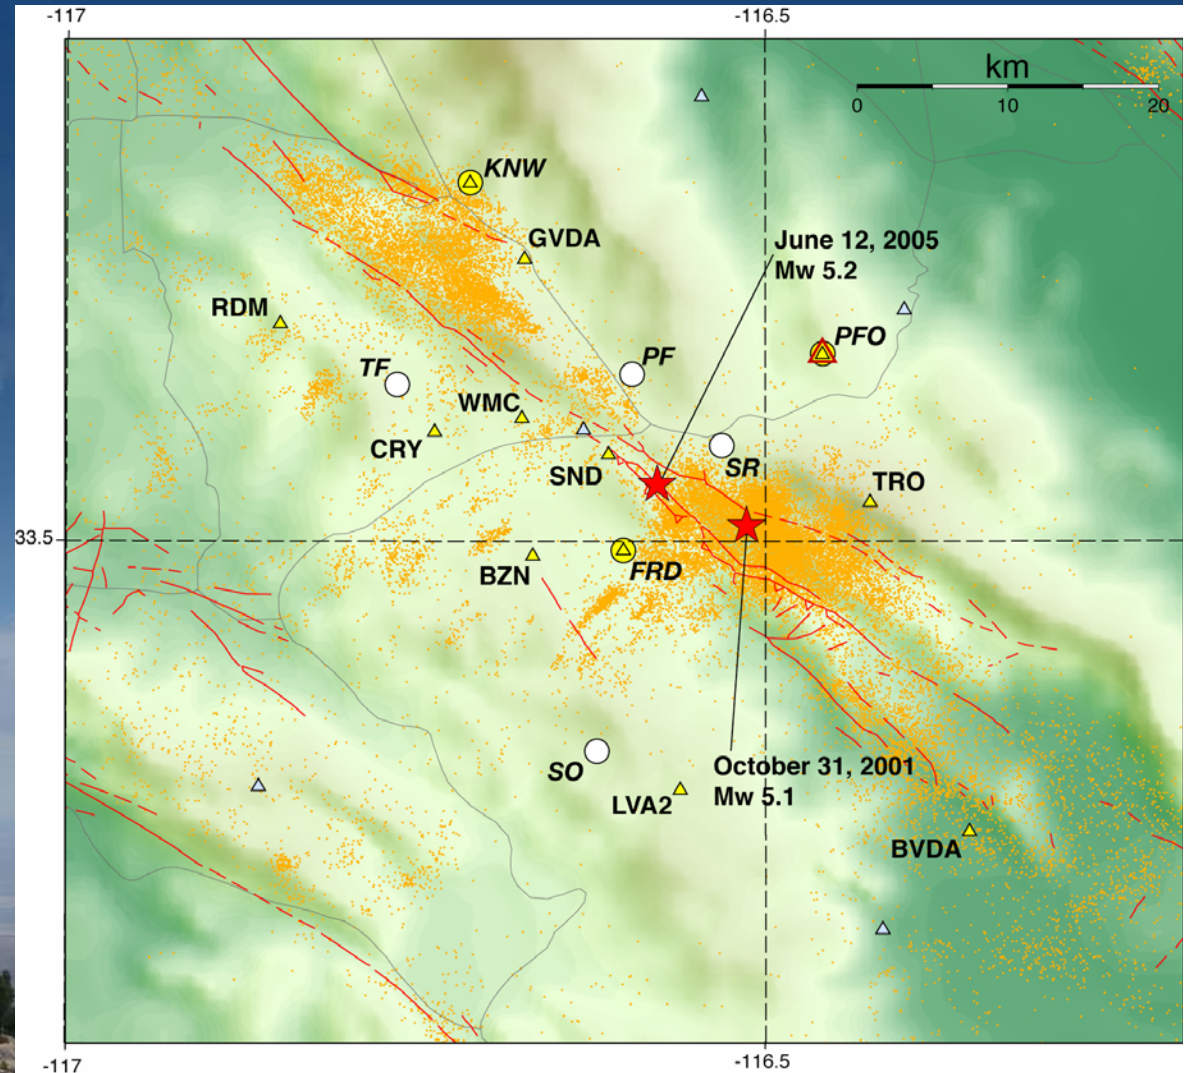 -117
-116.5
km
0
10
20
KNW
GVDA
June 12, 2005
Mw 5.2
RDM
PFO
PF
TF
WMC
CRY
SR
SND
TRO
33.5
BZN
FRD
SO
October 31, 2001
Mw 5.1
LVA2
BVDA
-117
-116.5